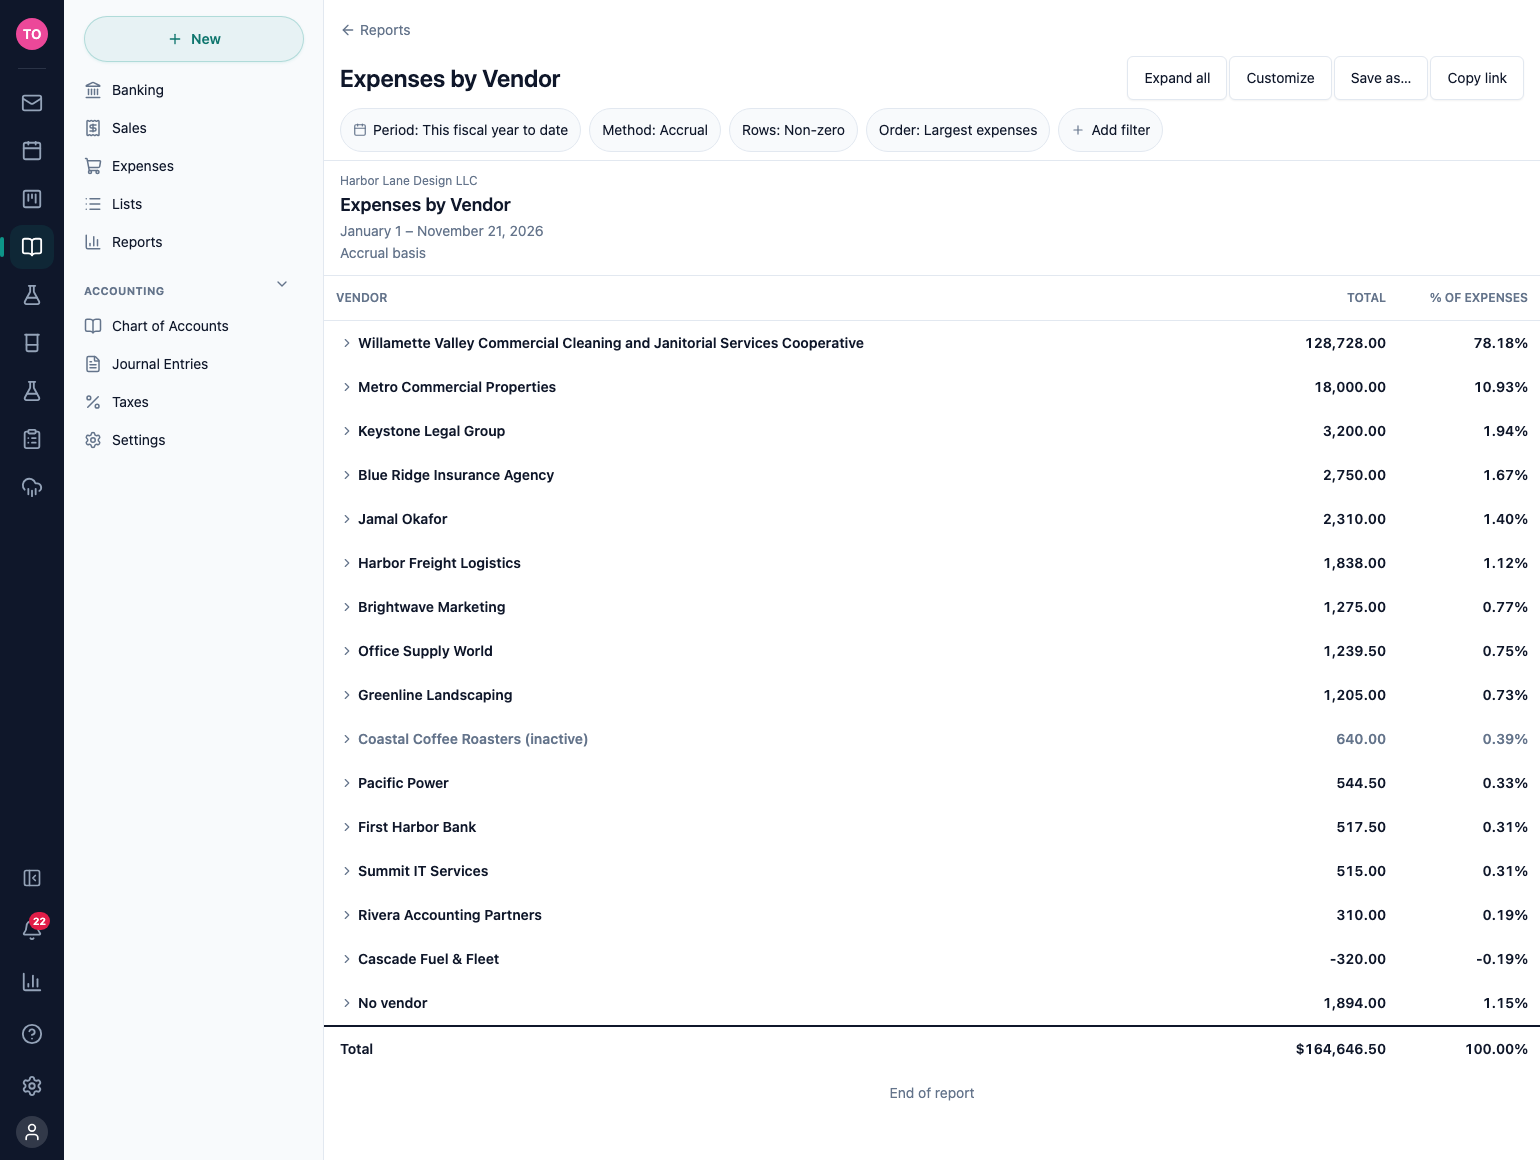 TO
New
Banking
Sales
Expenses
Lists
Reports
ACCOUNTING
Chart of Accounts
Journal Entries
Taxes
Settings
22
Reports
Expenses by Vendor
Expand all Customize Save as... Copy link
Period: This fiscal year to date Method: Accrual Rows: Non-zero Order: Largest expenses Add filter
Harbor Lane Design LLC
Expenses by Vendor
January 1 – November 21, 2026
Accrual basis
VENDOR TOTAL % OF EXPENSES
Willamette Valley Commercial Cleaning and Janitorial Services Cooperative 128,728.00 78.18%
Metro Commercial Properties 18,000.00 10.93%
Keystone Legal Group 3,200.00 1.94%
Blue Ridge Insurance Agency 2,750.00 1.67%
Jamal Okafor 2,310.00 1.40%
Harbor Freight Logistics 1,838.00 1.12%
Brightwave Marketing 1,275.00 0.77%
Office Supply World 1,239.50 0.75%
Greenline Landscaping 1,205.00 0.73%
Coastal Coffee Roasters (inactive) 640.00 0.39%
Pacific Power 544.50 0.33%
First Harbor Bank 517.50 0.31%
Summit IT Services 515.00 0.31%
Rivera Accounting Partners 310.00 0.19%
Cascade Fuel & Fleet -320.00 -0.19%
No vendor 1,894.00 1.15%
Total $164,646.50 100.00%
End of report